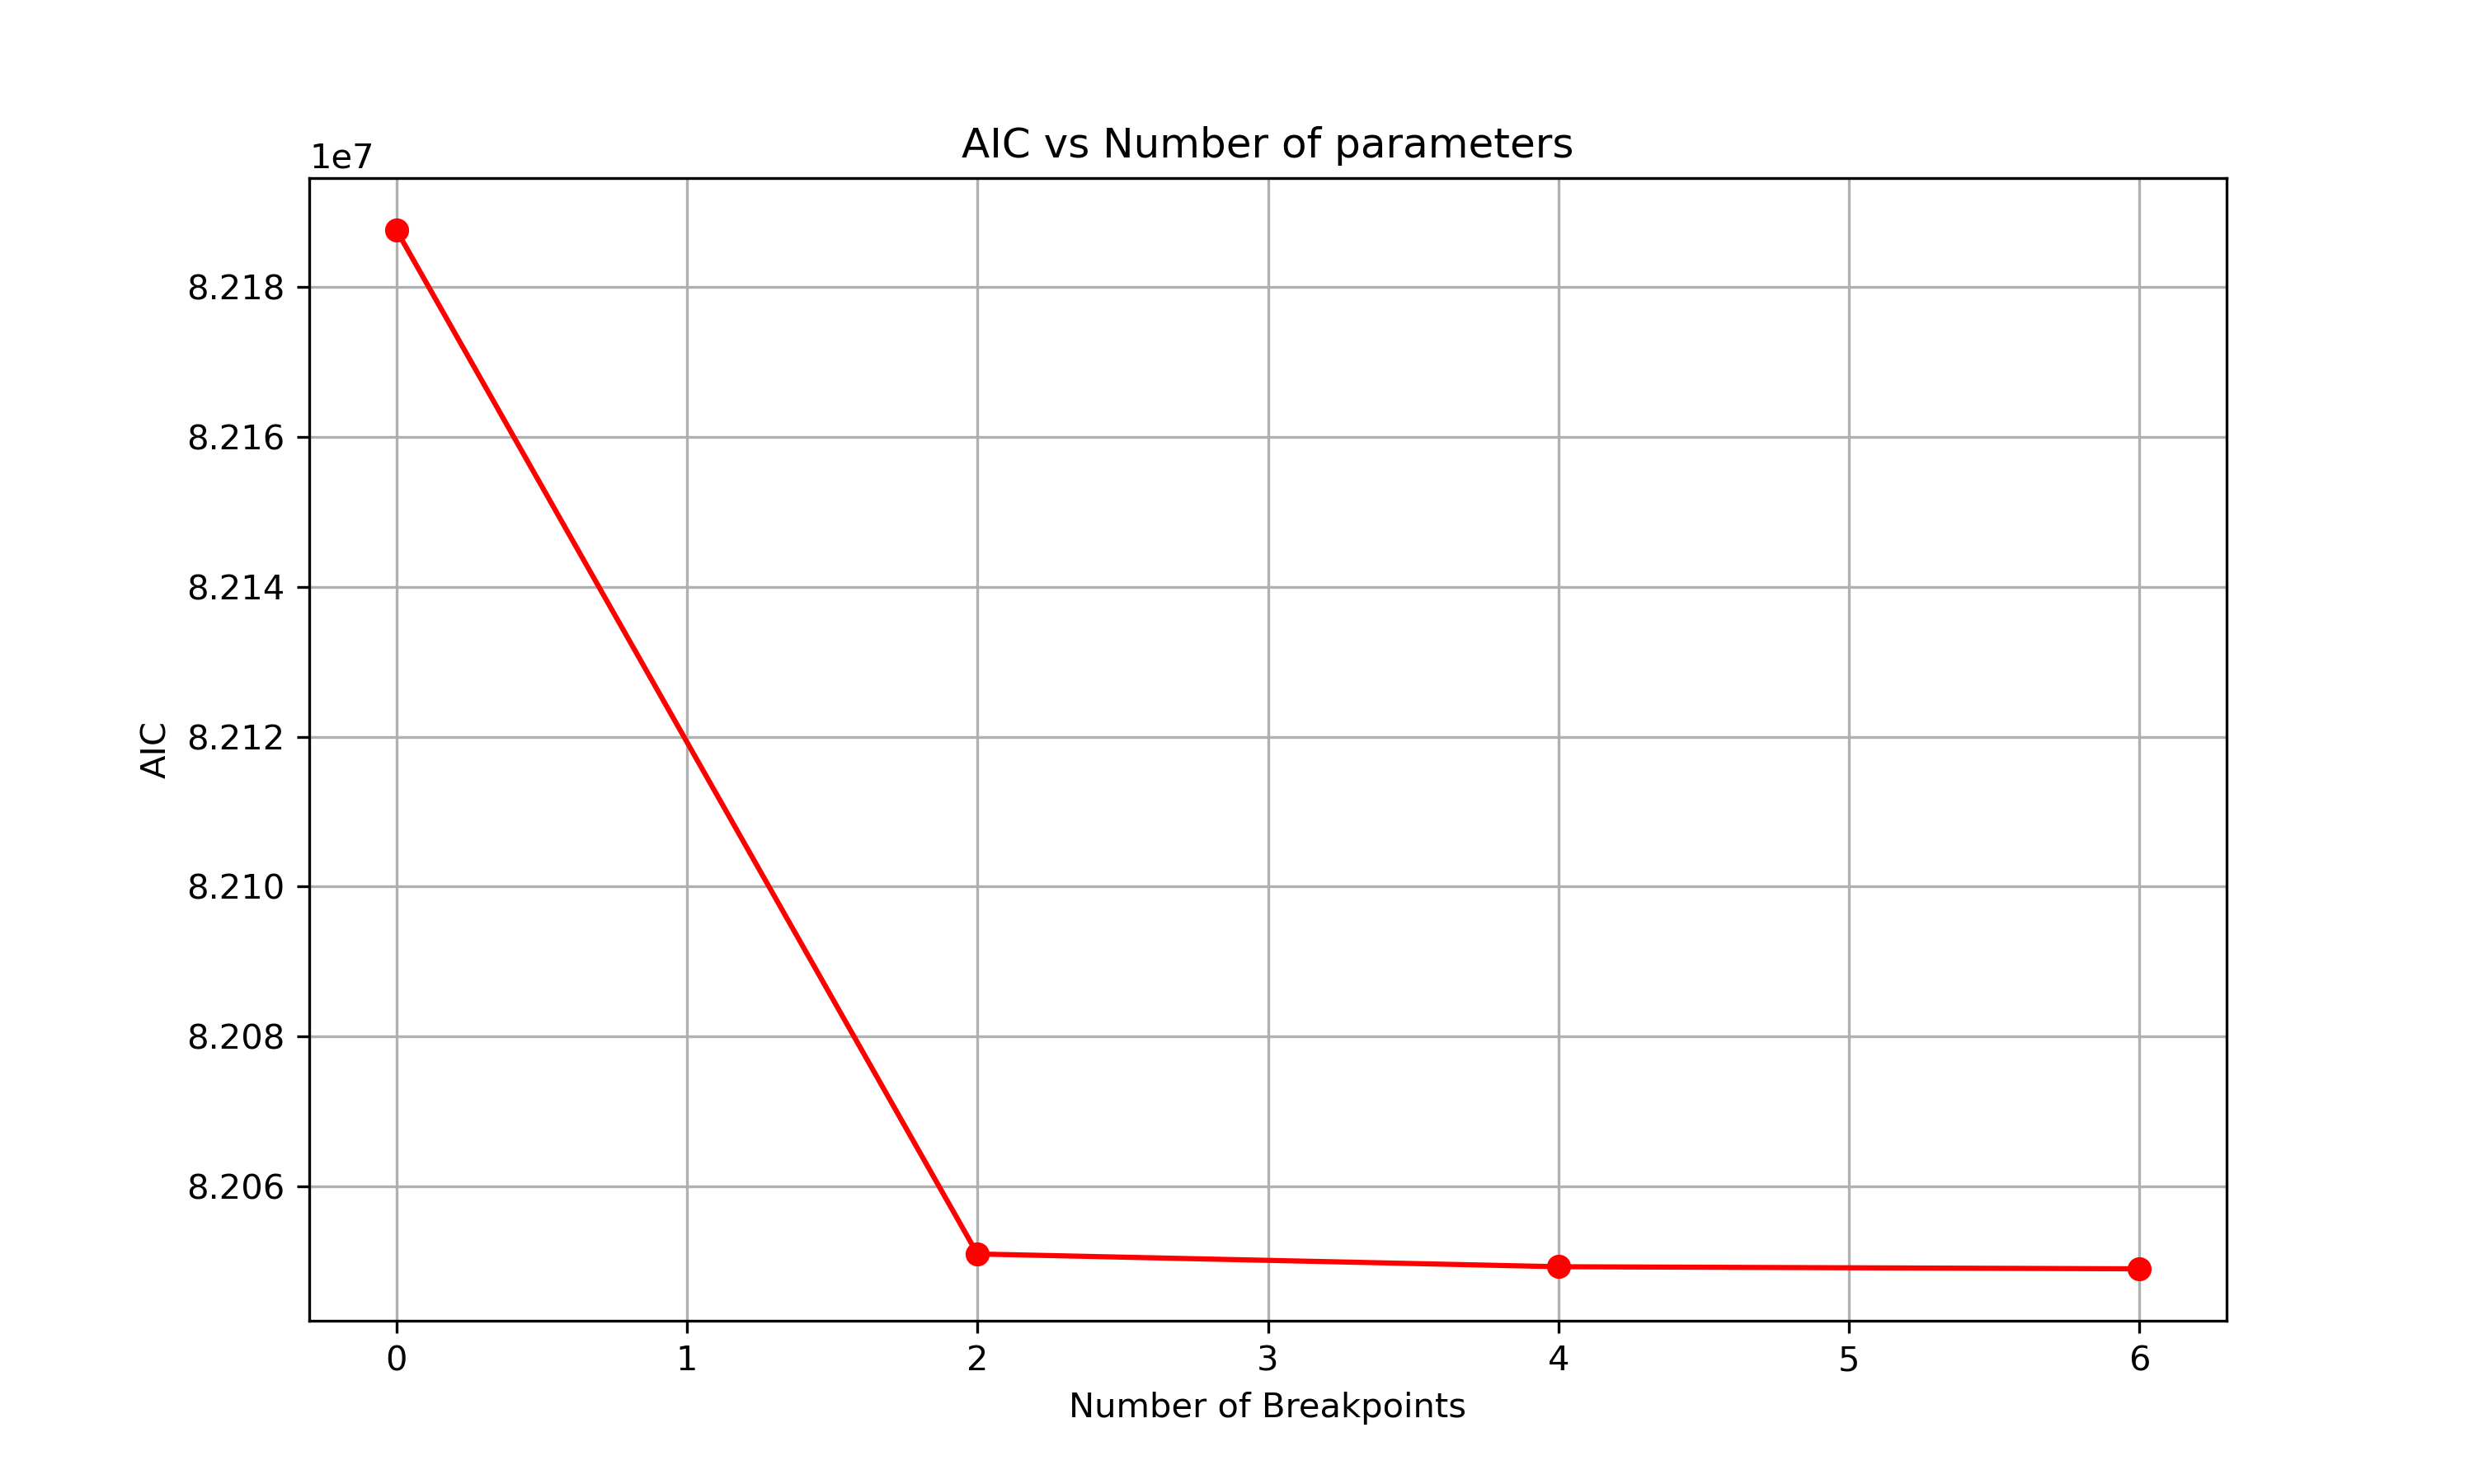 AIC vs Number of parameters
1e7
8.218
8.216
8.214
8.212
8.210
8.208
8.206
AIC
0 1 2 3 4 5 6
Number of Breakpoints